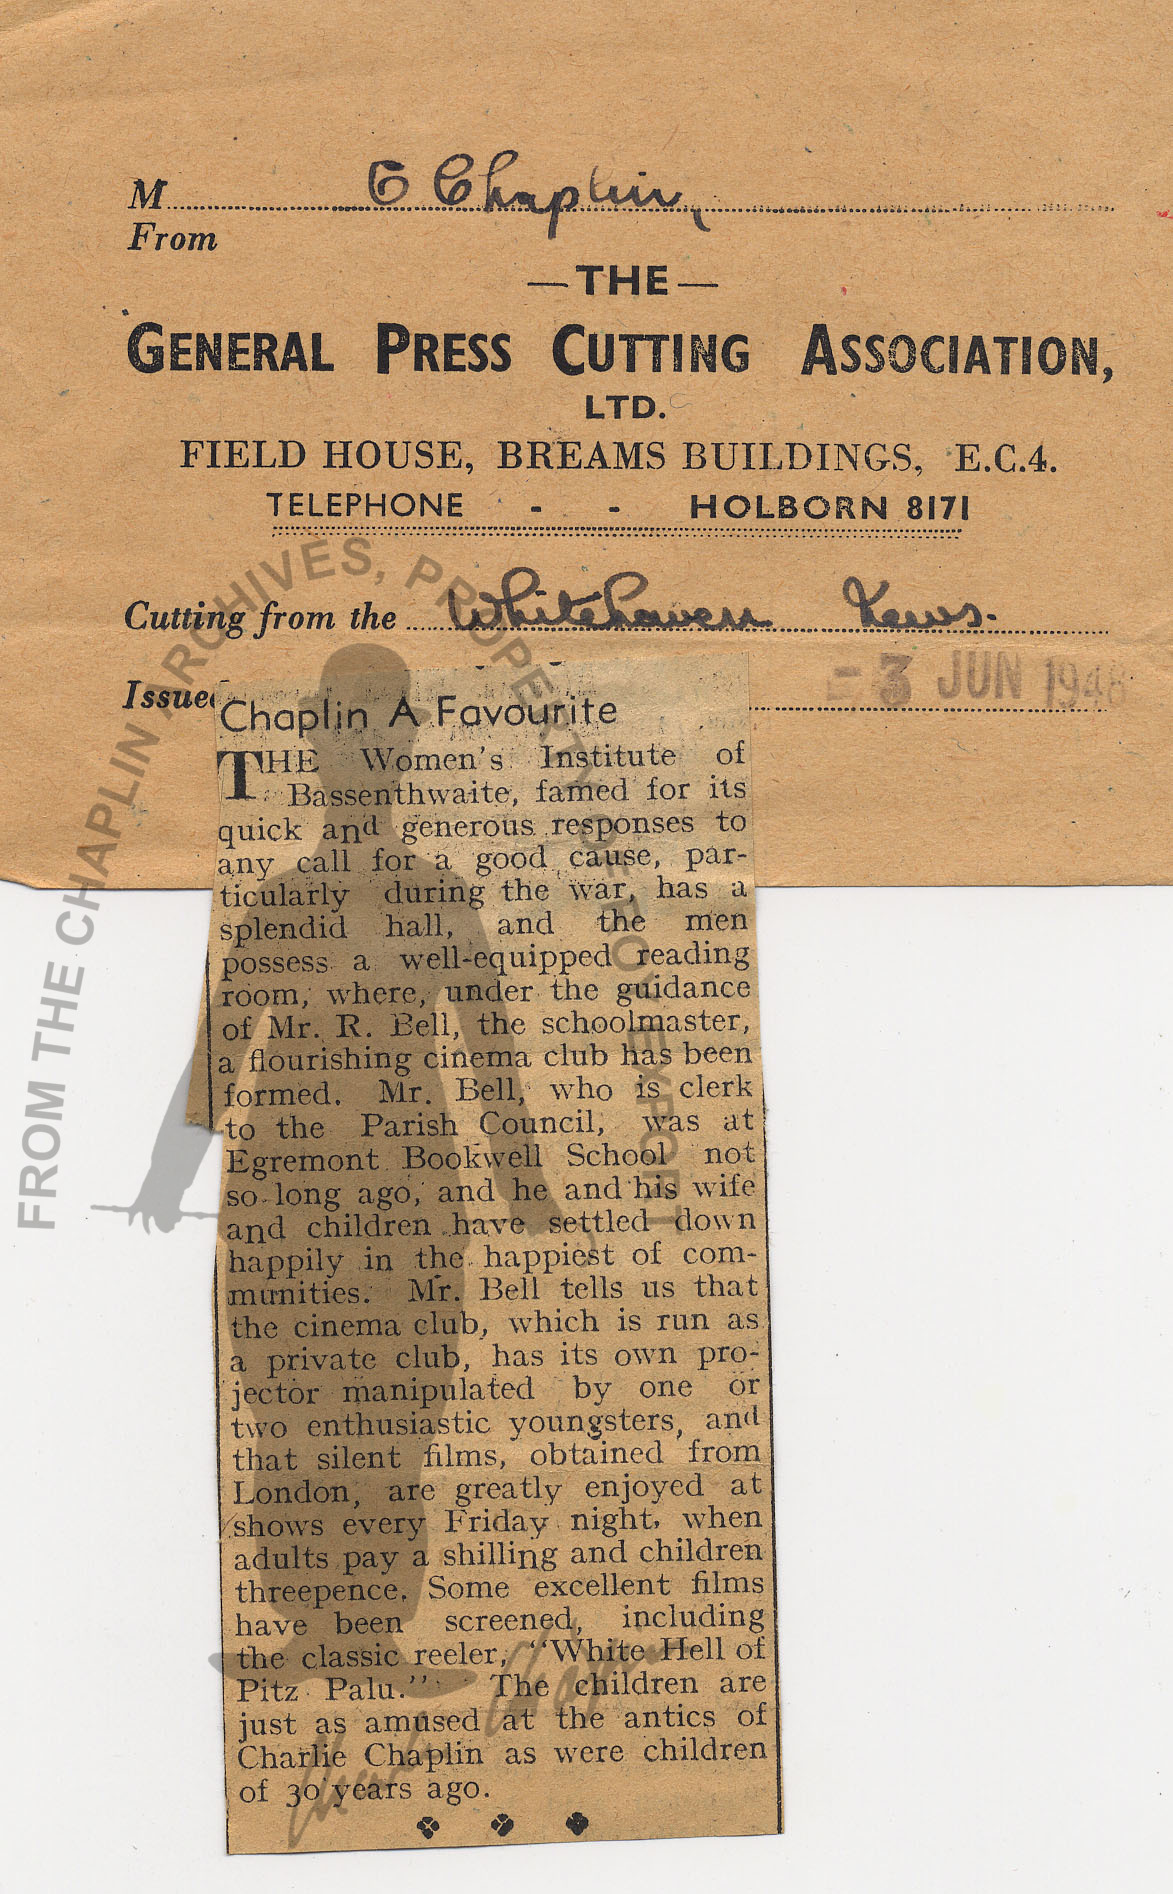 M C Chaplin,
From
— THE —
GENERAL PRESS CUTTING ASSOCIATION,
LTD.
FIELD HOUSE, BREAMS BUILDINGS, E.C.4.
TELEPHONE - - HOLBORN 8171
Cutting from the Whitehaven News.
Issued - 3 JUN 1948
Chaplin A Favourite
THE Women's Institute of
Bassenthwaite, famed for its
quick and generous responses to
any call for a good cause, par-
ticularly during the war, has a
splendid hall, and the men
possess a well-equipped reading
room, where, under the guidance
of Mr. R. Bell, the schoolmaster,
a flourishing cinema club has been
formed. Mr. Bell, who is clerk
to the Parish Council, was at
Egremont Bookwell School not
so long ago, and he and his wife
and children have settled down
happily in the happiest of com-
munities. Mr. Bell tells us that
the cinema club, which is run as
a private club, has its own pro-
jector manipulated by one or
two enthusiastic youngsters, and
that silent films, obtained from
London, are greatly enjoyed at
shows every Friday night, when
adults pay a shilling and children
threepence. Some excellent films
have been screened, including
the classic reeler, "White Hell of
Pitz Palu." The children are
just as amused at the antics of
Charlie Chaplin as were children
of 30 years ago.
FROM THE CHAPLIN ARCHIVES, PROPERTY OF ROY EXPORT
Charlie Chaplin